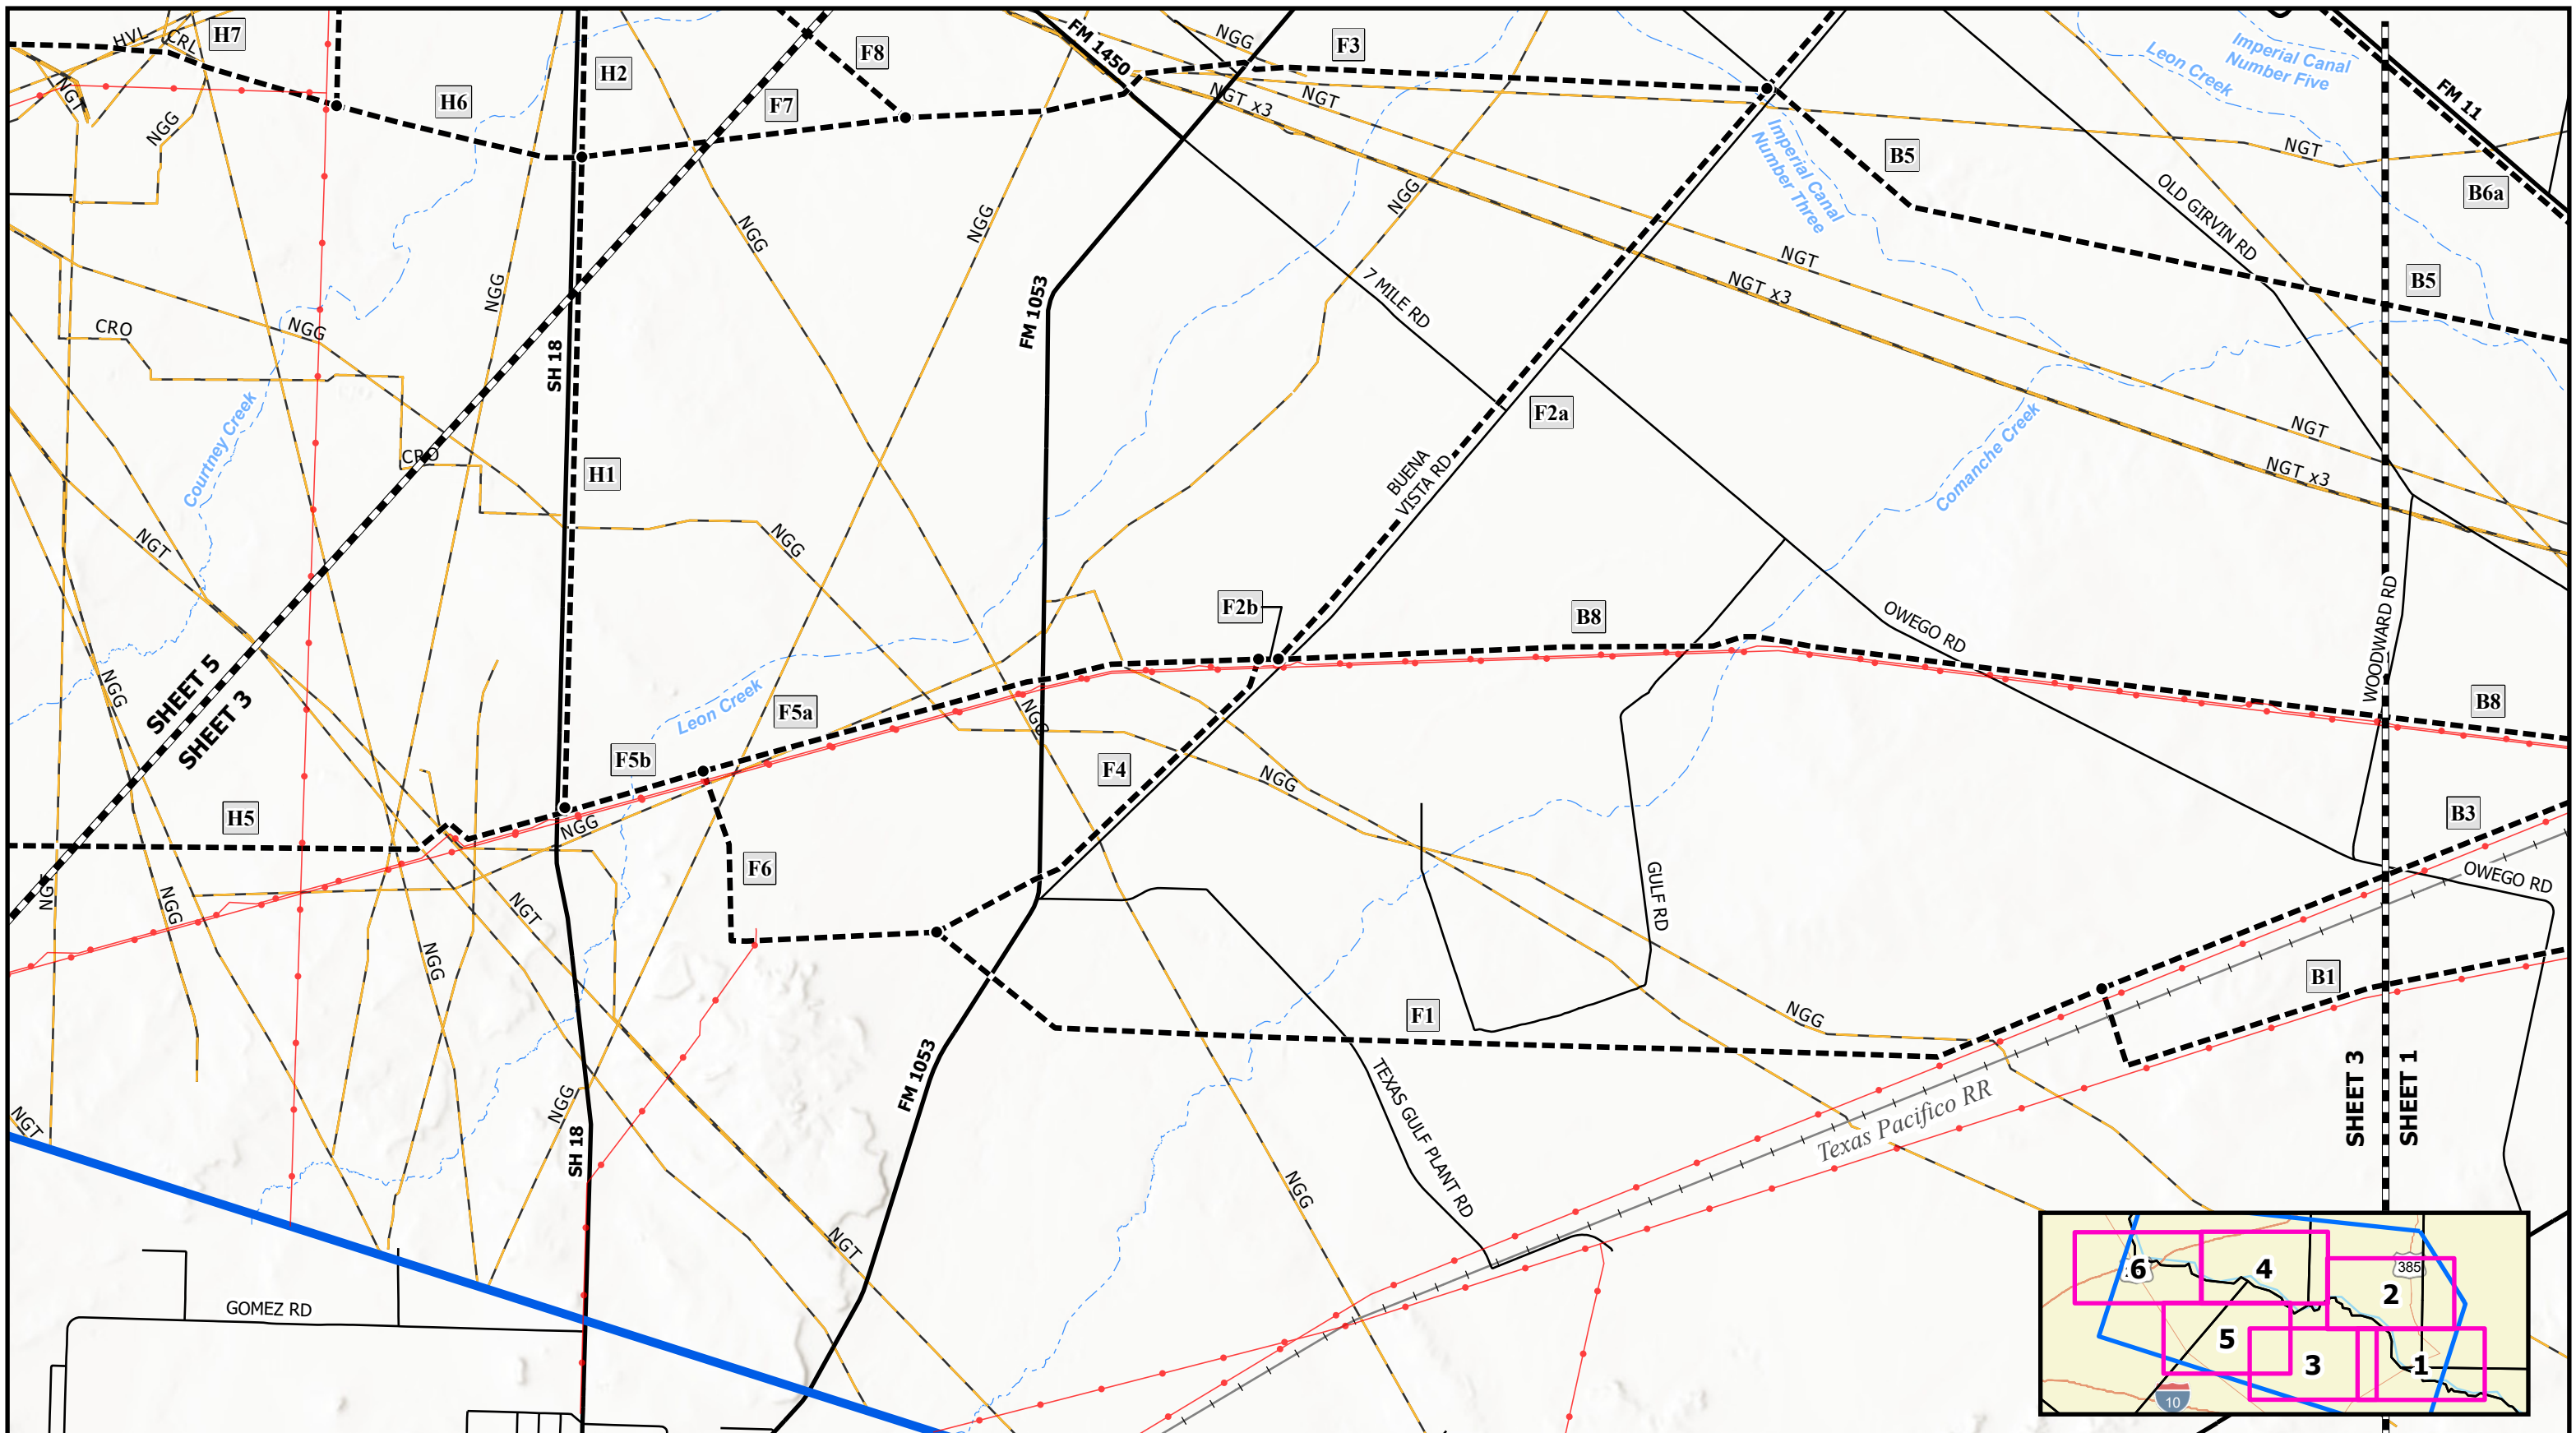 HVL
CRL
H7
H2
F8
FM 1450
NGG
F3
Leon Creek
Imperial Canal
Number Five
FM 11
NGT
NGG
H6
F7
NGT x3
NGT
Imperial Canal
Number Three
B5
NGT
B6a
OLD GIRVIN RD
NGG
NGG
NGG
NGT
B5
NGG
FM 1053
7 MILE RD
NGT x3
CRO
NGG
SH 18
F2a
Courtney Creek
CRO
H1
BUENA
VISTA RD
Comanche Creek
NGT
NGT x3
NGT
NGG
F2b
B8
OWEGO RD
WOODWARD RD
SHEET 5
SHEET 3
NGG
Leon Creek
F5a
NGG
B8
F5b
F4
NGG
H5
NGG
F6
B3
NGT
NGG
NGT
GULF RD
OWEGO RD
NGG
F1
NGG
B1
NGT
NGG
SH 18
FM 1053
TEXAS GULF PLANT RD
Texas Pacifico RR
SHEET 3
SHEET 1
NGG
NGT
GOMEZ RD
6
4
385
2
5
3
1
10